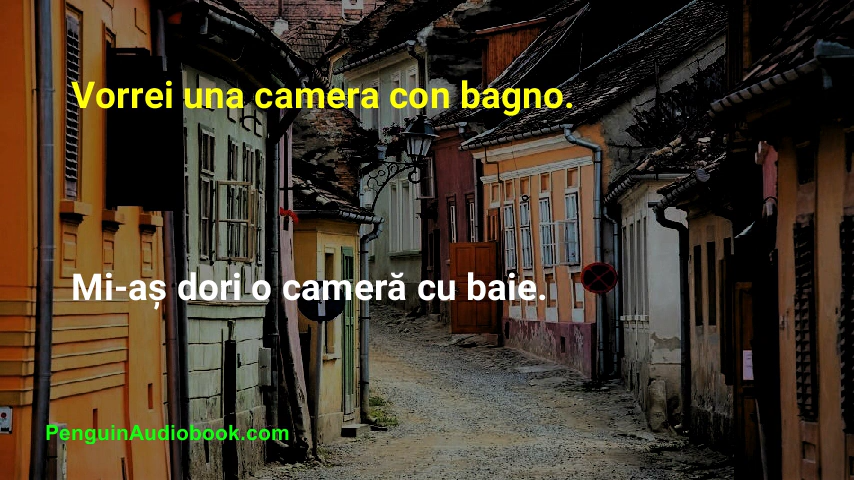 Vorrei una camera con bagno.
Mi-aș dori o cameră cu baie.
PenguinAudiobook.com